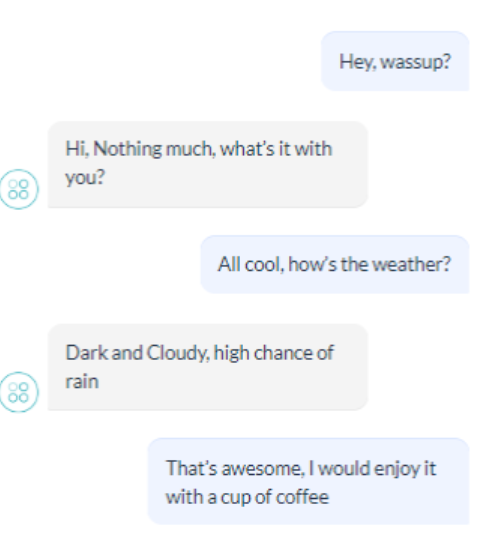 Hey, wassup?
Hi, Nothing much, what's it with
you?
All cool, how's the weather?
Dark and Cloudy, high chance of
rain
That's awesome, I would enjoy it
with a cup of coffee